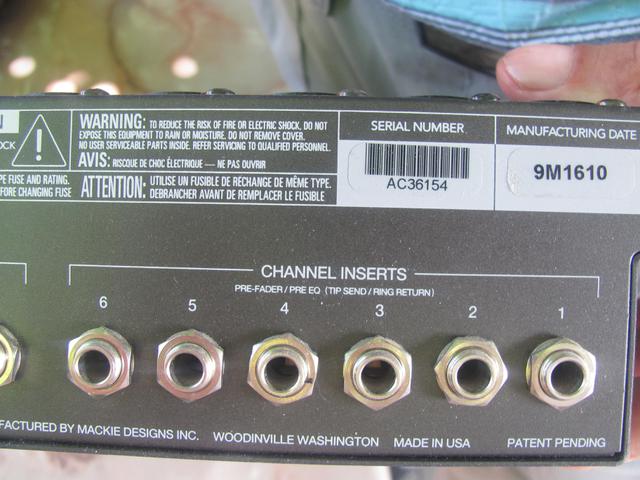 WARNING: TO REDUCE THE RISK OF FIRE OR ELECTRIC SHOCK, DO NOT
EXPOSE THIS EQUIPMENT TO RAIN OR MOISTURE. DO NOT REMOVE COVER.
NO USER SERVICEABLE PARTS INSIDE. REFER SERVICING TO QUALIFIED PERSONNEL.
AVIS: RISQUE DE CHOC ÉLECTRIQUE — NE PAS OUVRIR
PE FUSE AND RATING.
EFORE CHANGING FUSE
ATTENTION: UTILISE UN FUSIBLE DE RECHANGE DE MÊME TYPE.
DEBRANCHER AVANT DE REMPLACER LE FUSIBLE
SERIAL NUMBER
AC36154
MANUFACTURING DATE
9M1610
CHANNEL INSERTS
PRE-FADER / PRE EQ (TIP SEND / RING RETURN)
6 5 4 3 2 1
FACTURED BY MACKIE DESIGNS INC. WOODINVILLE WASHINGTON MADE IN USA PATENT PENDING